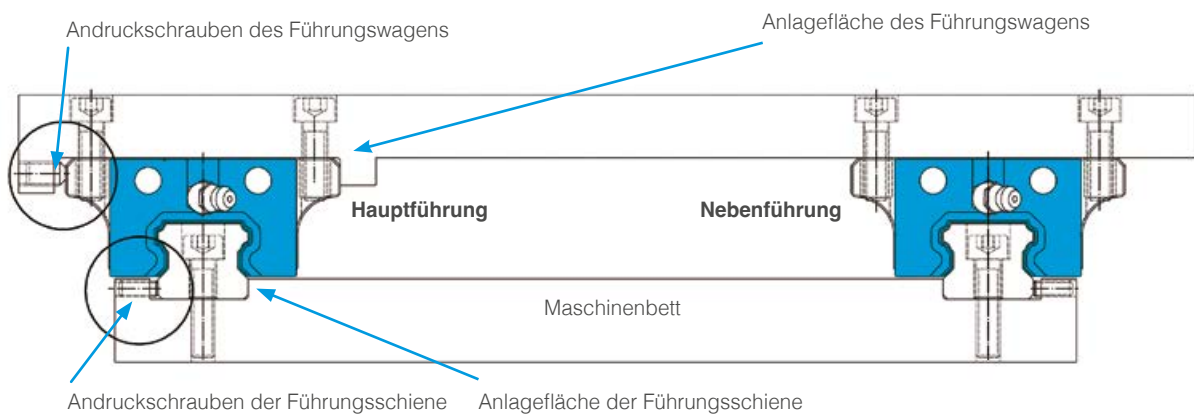 Andruckschrauben des Führungswagens
Anlagefläche des Führungswagens
Hauptführung
Nebenführung
Maschinenbett
Andruckschrauben der Führungsschiene
Anlagefläche der Führungsschiene